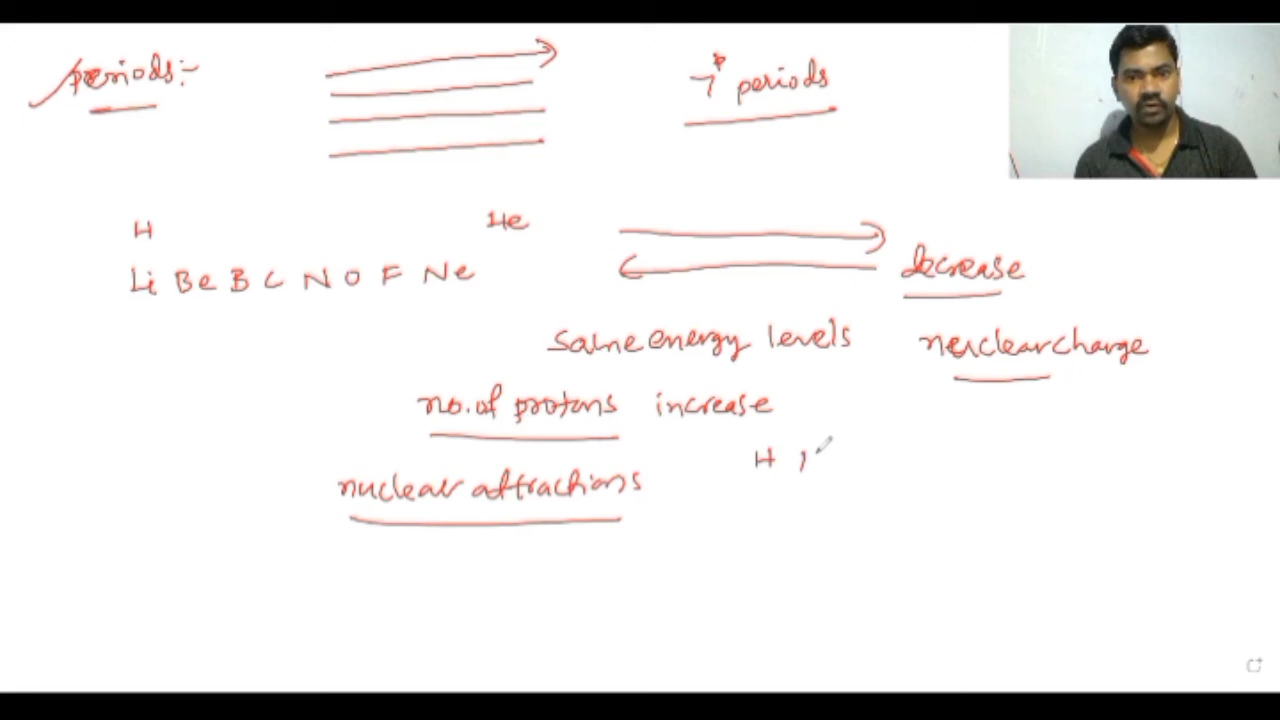 periods:-
7 periods
H He
Li Be B C N O F Ne
decrease
same energy levels nuclear charge
no. of protons increase
H
nuclear attractions